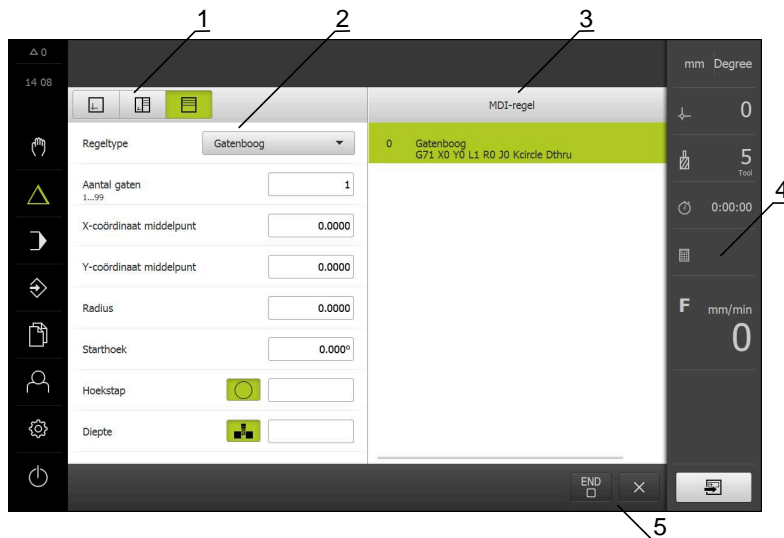 1
2
3
0
14 08
mm Degree
MDI-regel
0
Regeltype
Gatenboog
0 Gatenboog
G71 X0 Y0 L1 R0 J0 Kcircle Dthru
5
Tool
Aantal gaten
1...99
1
4
0:00:00
X-coördinaat middelpunt
0.0000
Y-coördinaat middelpunt
0.0000
Radius
0.0000
F mm/min
0
Starthoek
0.000°
Hoekstap
Diepte
END
5